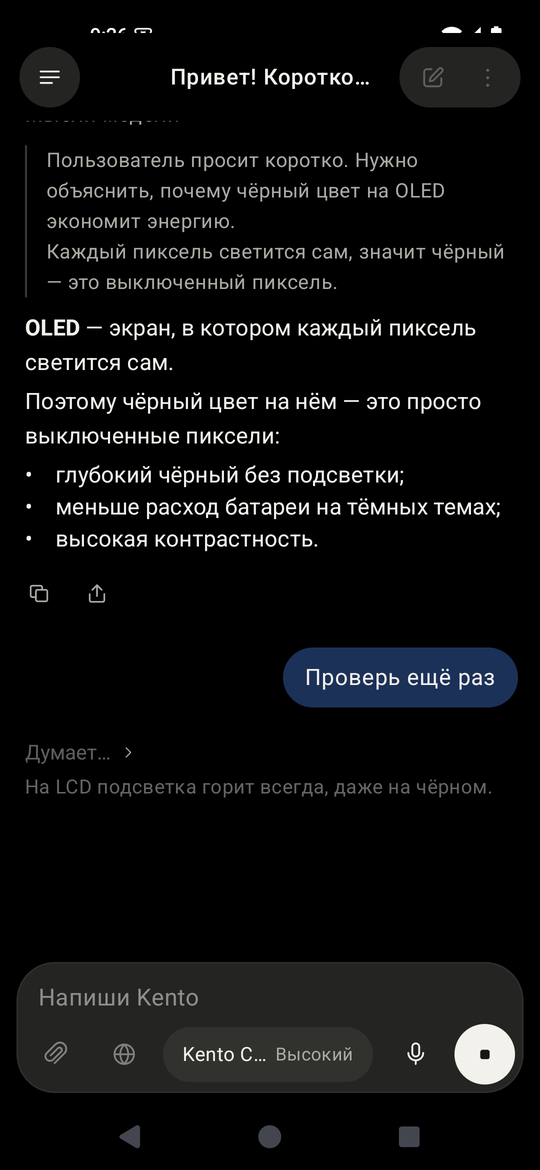 9:26
Привет! Коротко…
Пользователь просит коротко. Нужно
объяснить, почему чёрный цвет на OLED
экономит энергию.
Каждый пиксель светится сам, значит чёрный
— это выключенный пиксель.
OLED — экран, в котором каждый пиксель
светится сам.
Поэтому чёрный цвет на нём — это просто
выключенные пиксели:
• глубокий чёрный без подсветки;
• меньше расход батареи на тёмных темах;
• высокая контрастность.
Проверь ещё раз
Думает…
На LCD подсветка горит всегда, даже на чёрном.
Напиши Kento
Kento C… Высокий